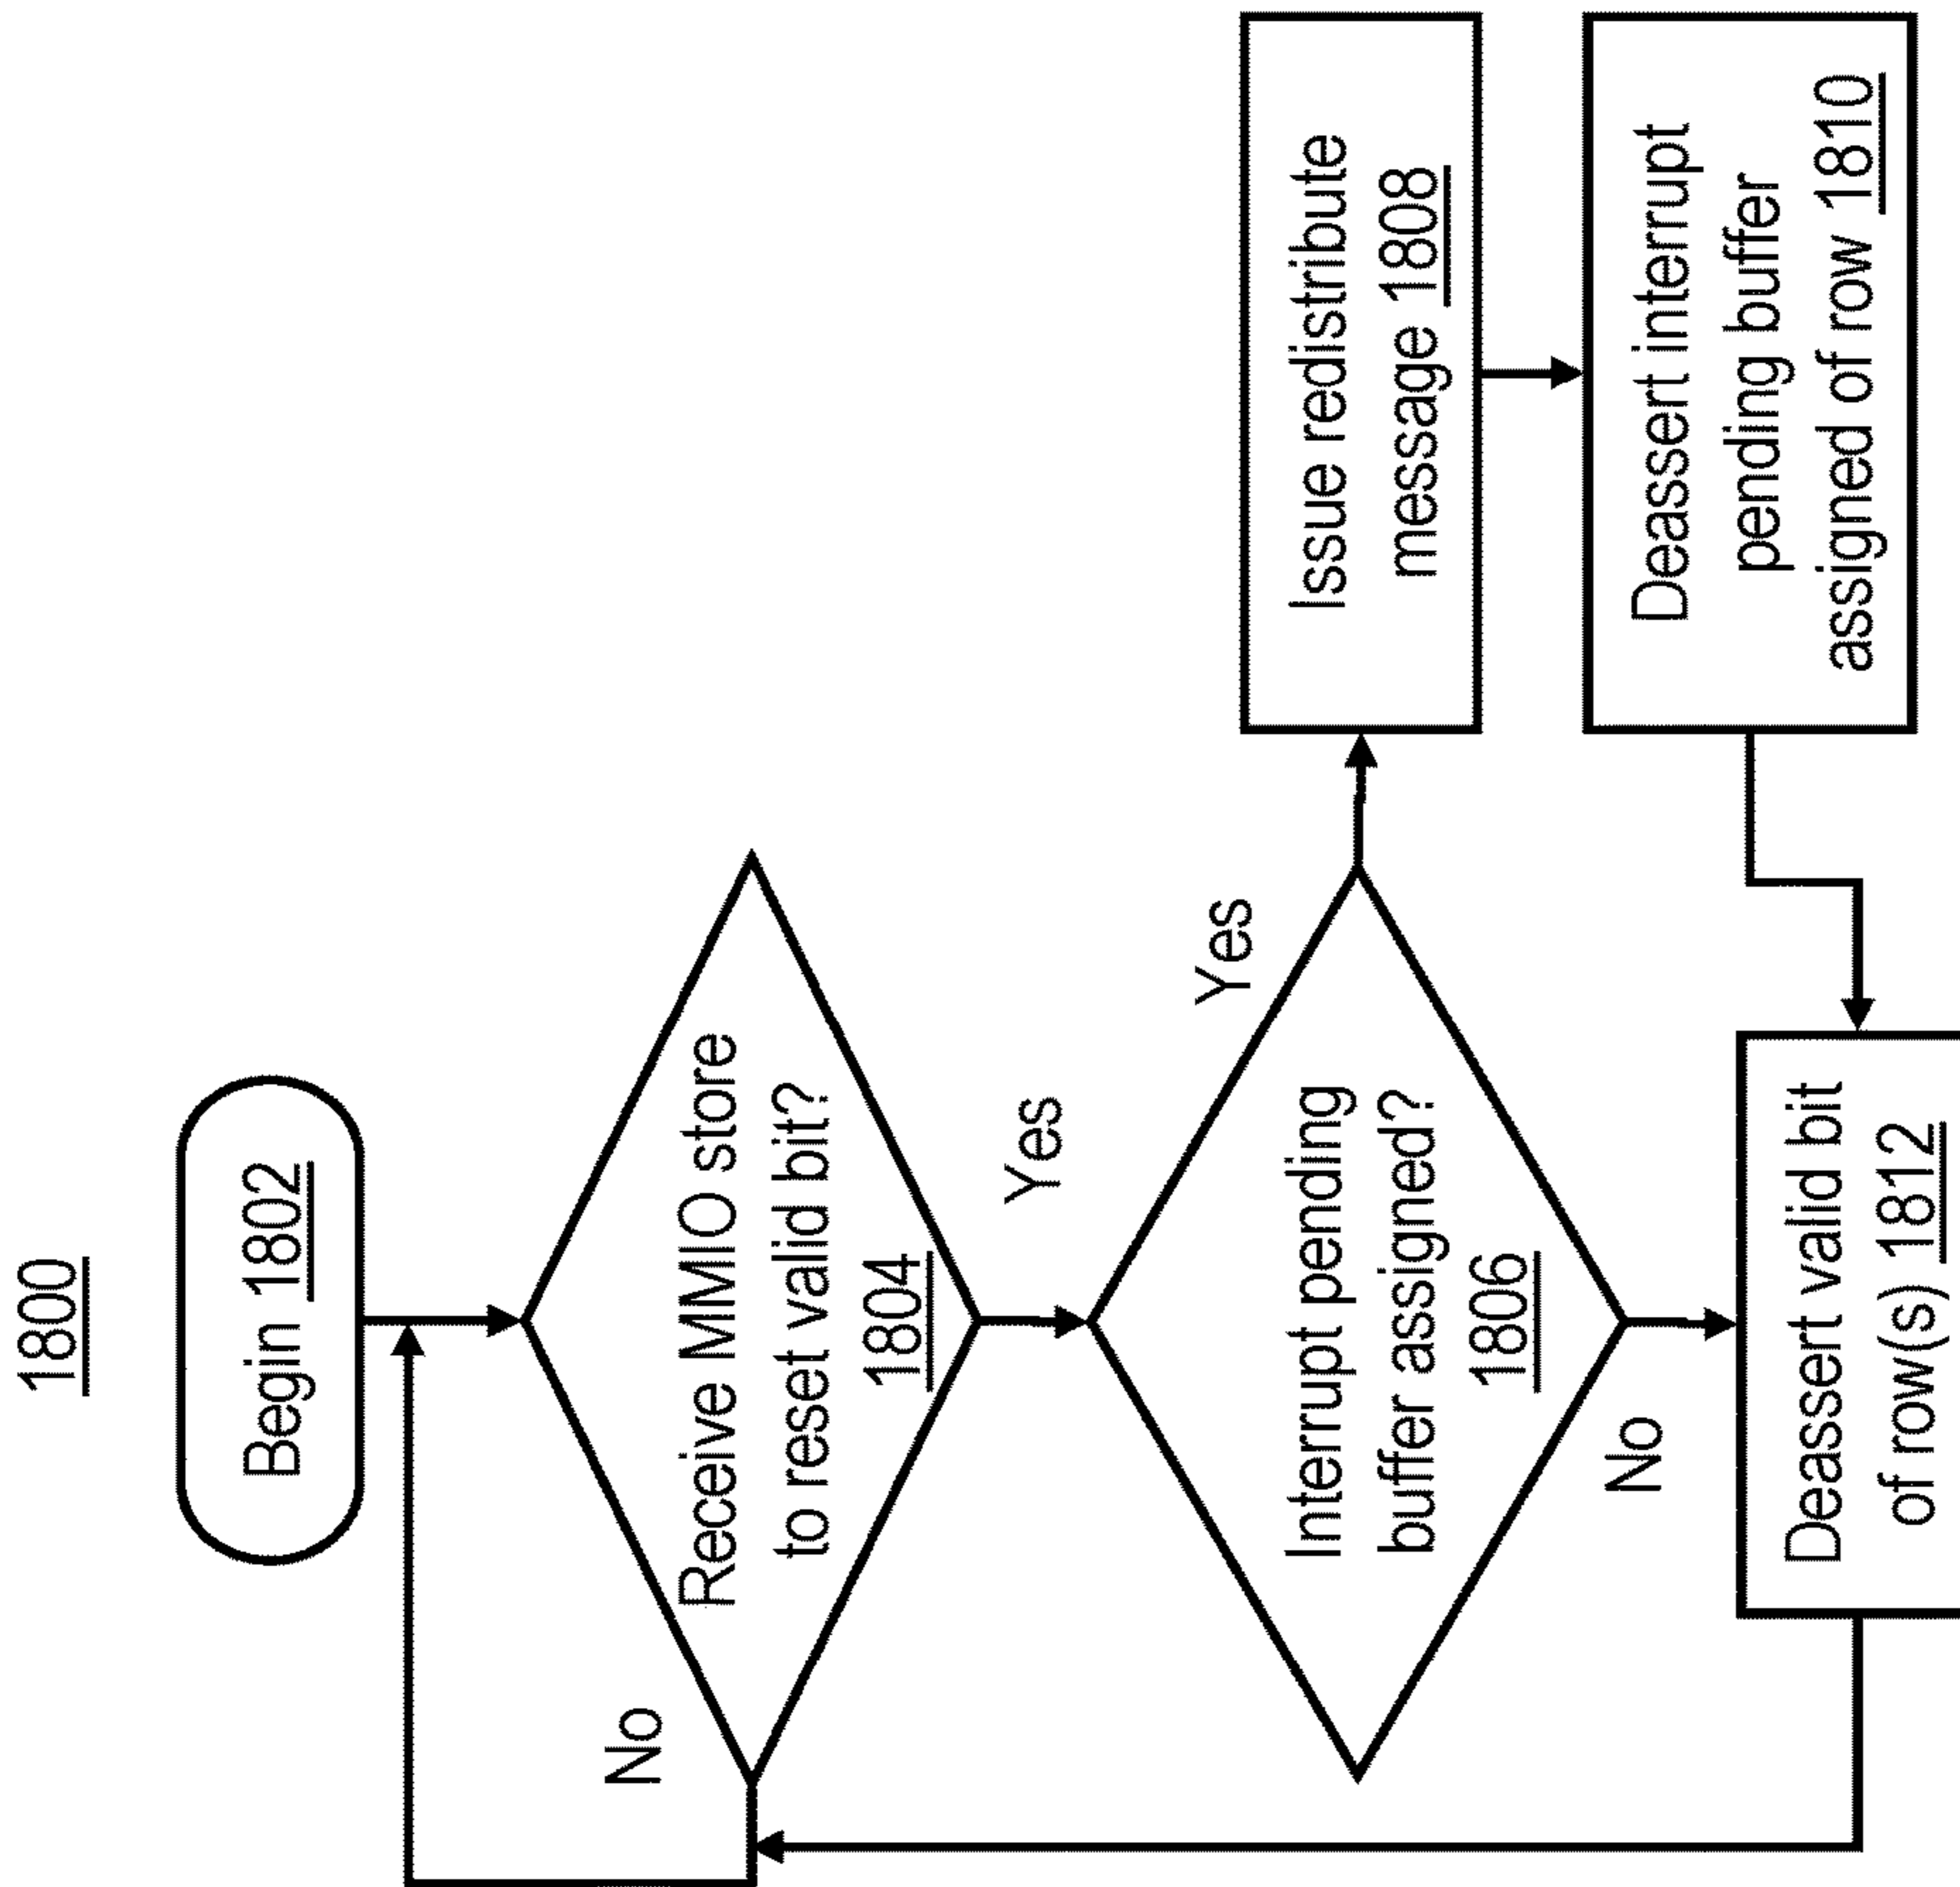 1800
Begin 1802
Receive MMIO store
to reset valid bit?
1804
No
Yes
Interrupt pending
buffer assigned?
1806
Yes
No
Issue redistribute
message 1808
Deassert interrupt
pending buffer
assigned of row 1810
Deassert valid bit
of row(s) 1812